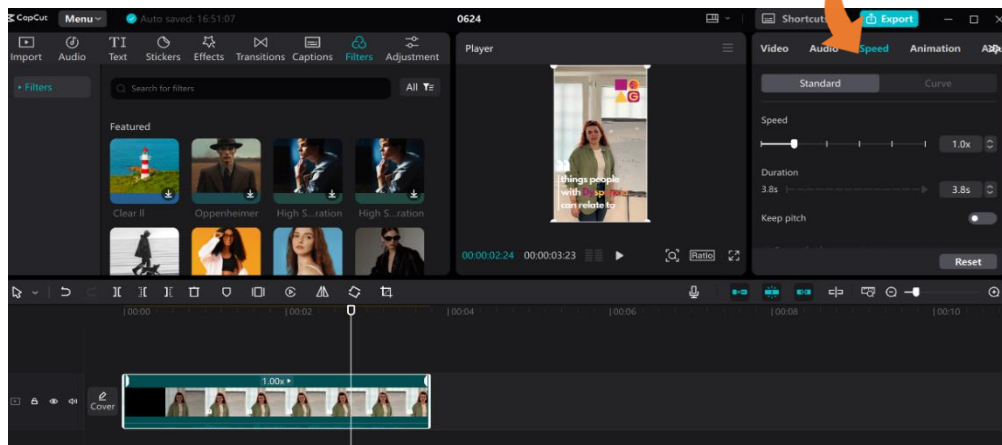 CapCut Menu Auto saved: 16:51:07 0624 Shortcut Export
Import Audio Text Stickers Effects Transitions Captions Filters Adjustment
TI
Filters
Search for filters
All
Featured
Clear II Oppenheimer High S...ration High S...ration
Player
things people
with
can relate to
AG
00:00:02:24 00:00:03:23
Ratio
Video Audio Speed Animation
Standard Curve
Speed
1.0x
Duration
3.8s 3.8s
Keep pitch
Reset
00:00 00:02 00:04 00:06 00:08 00:10
1.00x
Cover